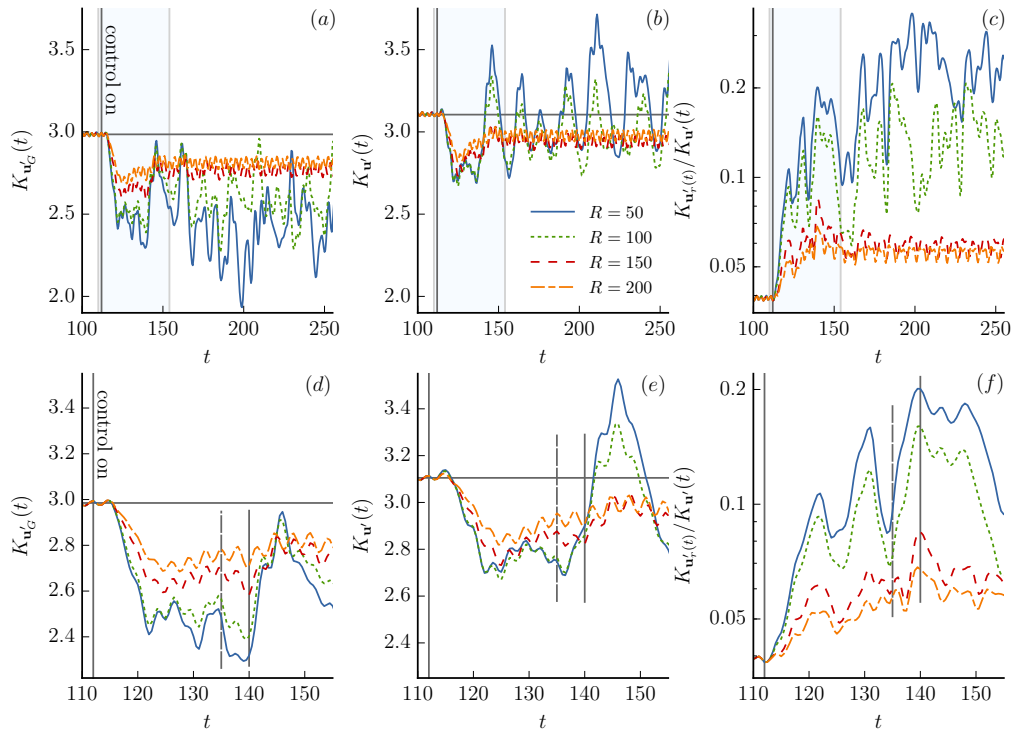 (a)
control on
K_{u'_G}(t)
3.5
3.0
2.5
2.0
100
150
200
250
t
(b)
K_{u'}(t)
3.5
3.0
2.5
2.0
R = 50
R = 100
R = 150
R = 200
100
150
200
250
t
(c)
K_{u'_r(t)}/K_{u'}(t)
0.2
0.1
0.05
100
150
200
250
t
(d)
control on
K_{u'_G}(t)
3.4
3.2
3.0
2.8
2.6
2.4
110
120
130
140
150
t
(e)
K_{u'}(t)
3.4
3.2
3.0
2.8
2.6
2.4
110
120
130
140
150
t
(f)
K_{u'_r(t)}/K_{u'}(t)
0.2
0.1
0.05
110
120
130
140
150
t